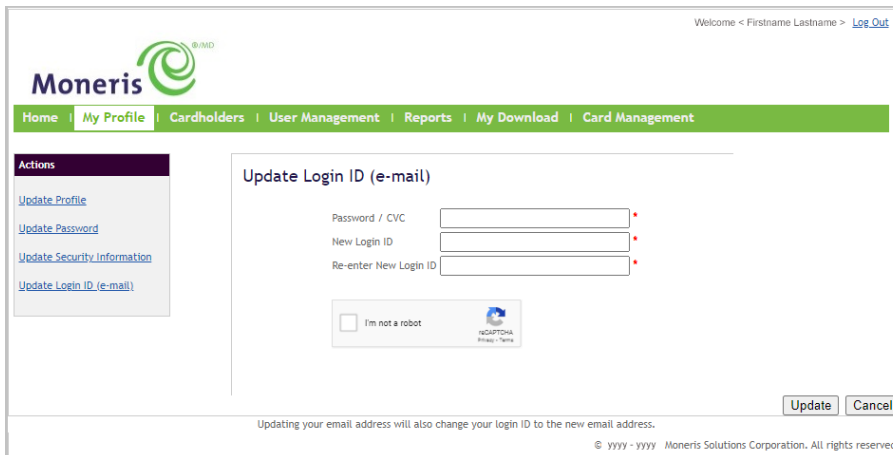 Welcome < Firstname Lastname > Log Out
®/MD
Moneris
Home | My Profile | Cardholders | User Management | Reports | My Download | Card Management
Actions
Update Profile
Update Password
Update Security Information
Update Login ID (e-mail)
Update Login ID (e-mail)
Password / CVC *
New Login ID *
Re-enter New Login ID *
I'm not a robot
reCAPTCHA
Privacy - Terms
Update Cancel
Updating your email address will also change your login ID to the new email address.
© yyyy - yyyy Moneris Solutions Corporation. All rights reserved